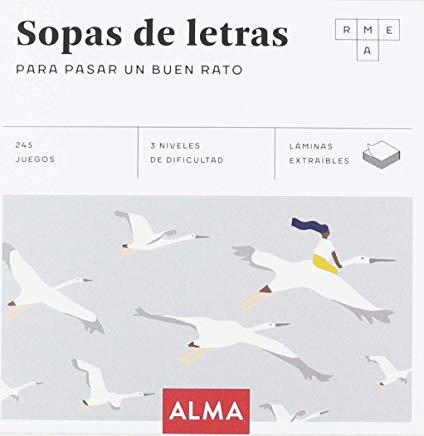 Sopas de letras
PARA PASAR UN BUEN RATO
R M E
A
245
JUEGOS
3 NIVELES
DE DIFICULTAD
LÁMINAS
EXTRAÍBLES
ALMA